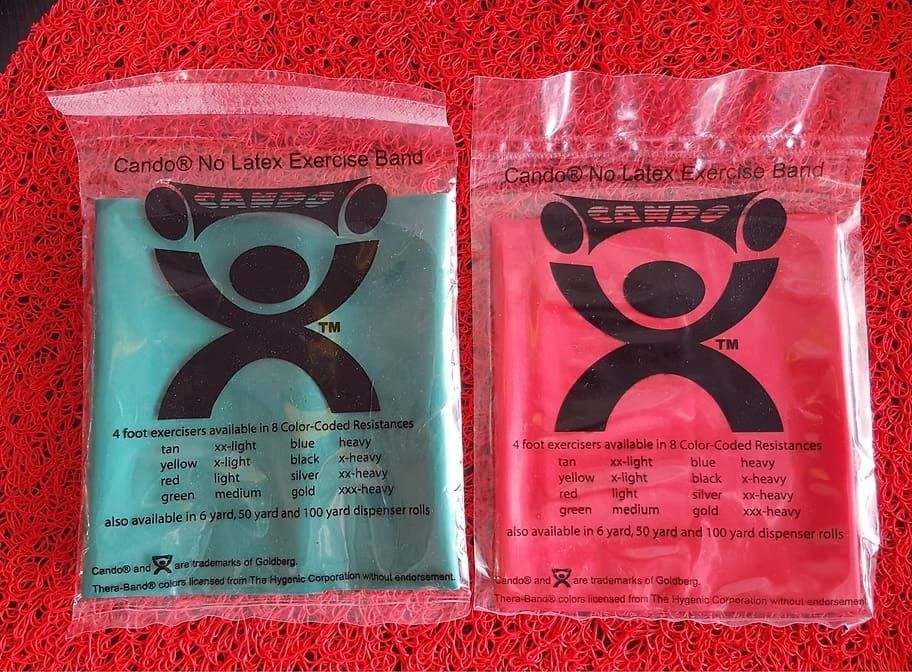 Cando® No Latex Exercise Band
CANDO
TM
4 foot exercisers available in 8 Color-Coded Resistances
tan xx-light blue heavy
yellow x-light black x-heavy
red light silver xx-heavy
green medium gold xxx-heavy
also available in 6 yard, 50 yard and 100 yard dispenser rolls
Cando® and are trademarks of Goldberg.
Thera-Band® colors licensed from The Hygenic Corporation without endorsement.
Cando® No Latex Exercise Band
CANDO
TM
4 foot exercisers available in 8 Color-Coded Resistances
tan xx-light blue heavy
yellow x-light black x-heavy
red light silver xx-heavy
green medium gold xxx-heavy
also available in 6 yard, 50 yard and 100 yard dispenser rolls
Cando® and are trademarks of Goldberg.
Thera-Band® colors licensed from The Hygenic Corporation without endorsement.